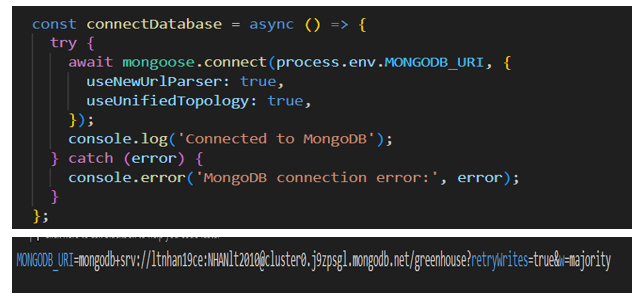 const connectDatabase = async () => {
try {
await mongoose.connect(process.env.MONGODB_URI, {
useNewUrlParser: true,
useUnifiedTopology: true,
});
console.log('Connected to MongoDB');
} catch (error) {
console.error('MongoDB connection error:', error);
}
};
MONGODB_URI=mongodb+srv://ltnhan19ce:NHANlt2010@cluster0.j9zpsgl.mongodb.net/greenhouse?retryWrites=true&w=majority